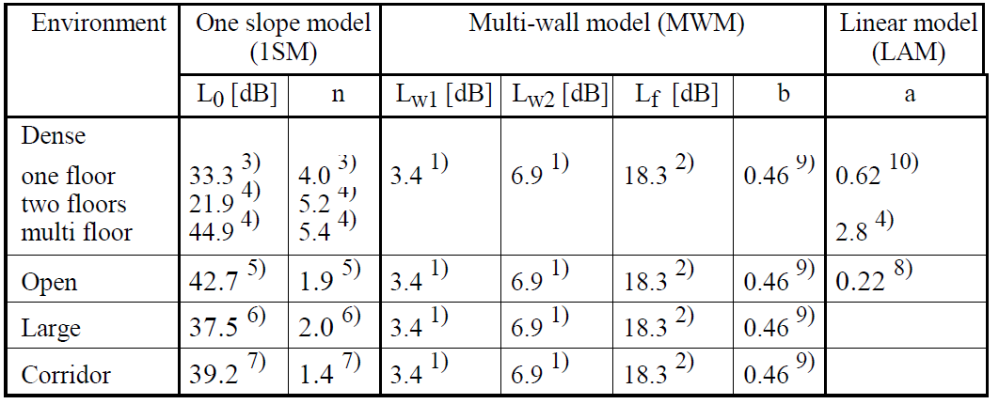 Environment One slope model (1SM) Multi-wall model (MWM) Linear model (LAM)
L0 [dB] n Lw1 [dB] Lw2 [dB] Lf [dB] b a
Dense
one floor 33.3 3) 4.0 3) 3.4 1) 6.9 1) 18.3 2) 0.46 9) 0.62 10)
two floors 21.9 4) 5.2 4)
multi floor 44.9 4) 5.4 4) 2.8 4)
Open 42.7 5) 1.9 5) 3.4 1) 6.9 1) 18.3 2) 0.46 9) 0.22 8)
Large 37.5 6) 2.0 6) 3.4 1) 6.9 1) 18.3 2) 0.46 9)
Corridor 39.2 7) 1.4 7) 3.4 1) 6.9 1) 18.3 2) 0.46 9)